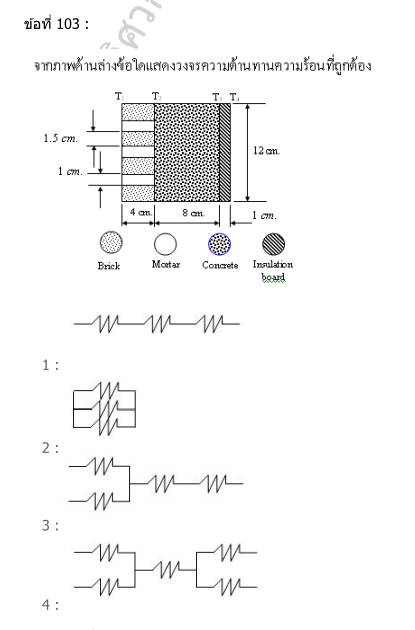 ข้อที่ 103 :
จากภาพด้านล่างข้อใดแสดงวงจรความต้านทานความร้อนที่ถูกต้อง
T₁ T₂ T₃ T₄
1.5 cm.
12 cm.
1 cm.
4 cm. 8 cm. 1 cm.
Brick Mortar Concrete Insulation
board
1 :
2 :
3 :
4 :